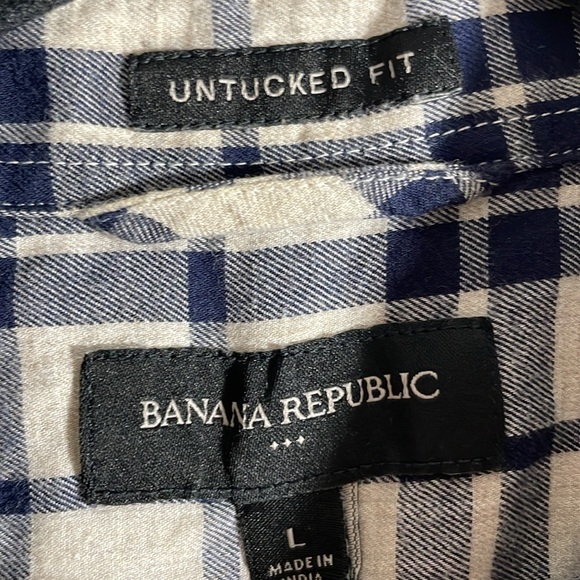 UNTUCKED FIT
BANANA REPUBLIC
L
MADE IN
INDIA